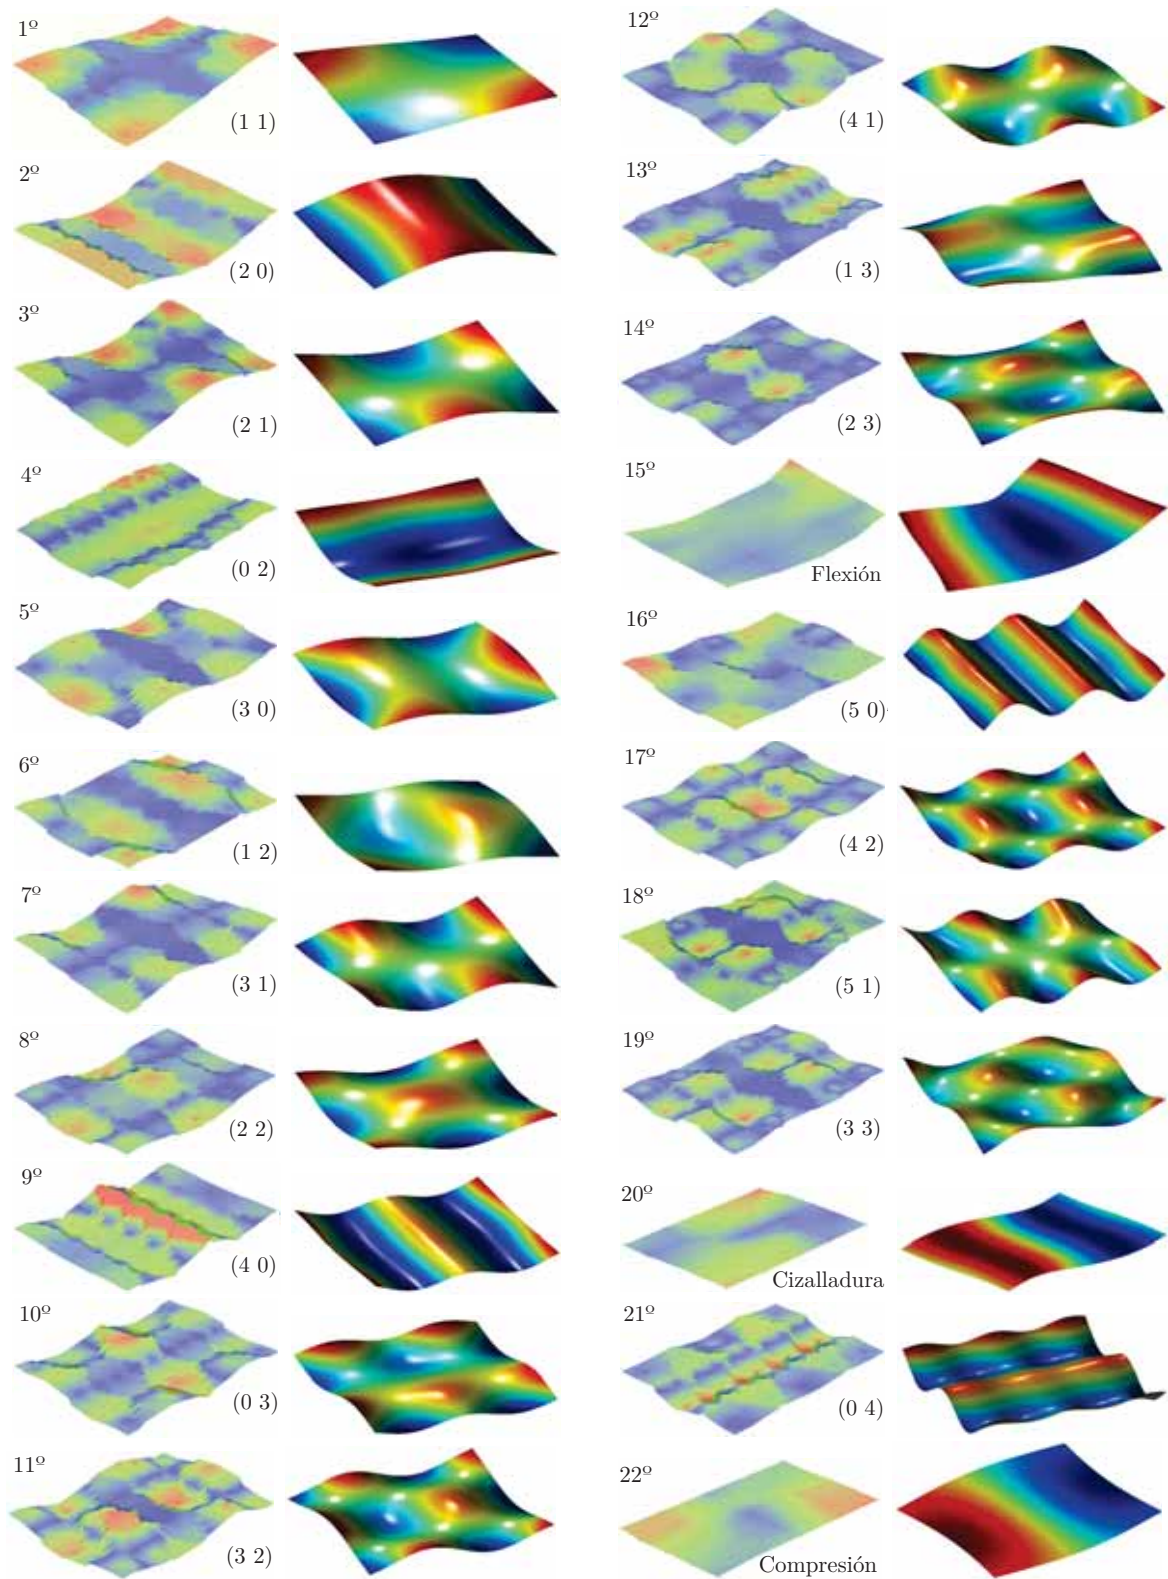 1º
(1 1)
2º
(2 0)
3º
(2 1)
4º
(0 2)
5º
(3 0)
6º
(1 2)
7º
(3 1)
8º
(2 2)
9º
(4 0)
10º
(0 3)
11º
(3 2)
12º
(4 1)
13º
(1 3)
14º
(2 3)
15º
Flexión
16º
(5 0)
17º
(4 2)
18º
(5 1)
19º
(3 3)
20º
Cizalladura
21º
(0 4)
22º
Compresión